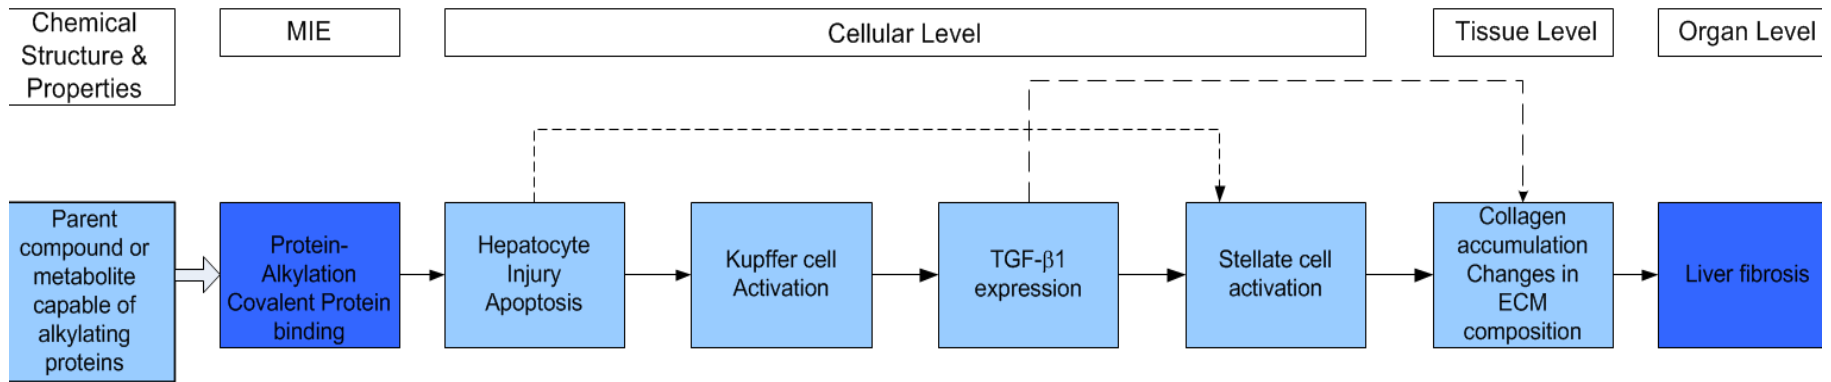 Chemical
Structure &
Properties
MIE
Cellular Level
Tissue Level
Organ Level
Parent
compound or
metabolite
capable of
alkylating
proteins
Protein-
Alkylation
Covalent Protein
binding
Hepatocyte
Injury
Apoptosis
Kupffer cell
Activation
TGF-β1
expression
Stellate cell
activation
Collagen
accumulation
Changes in
ECM
composition
Liver fibrosis